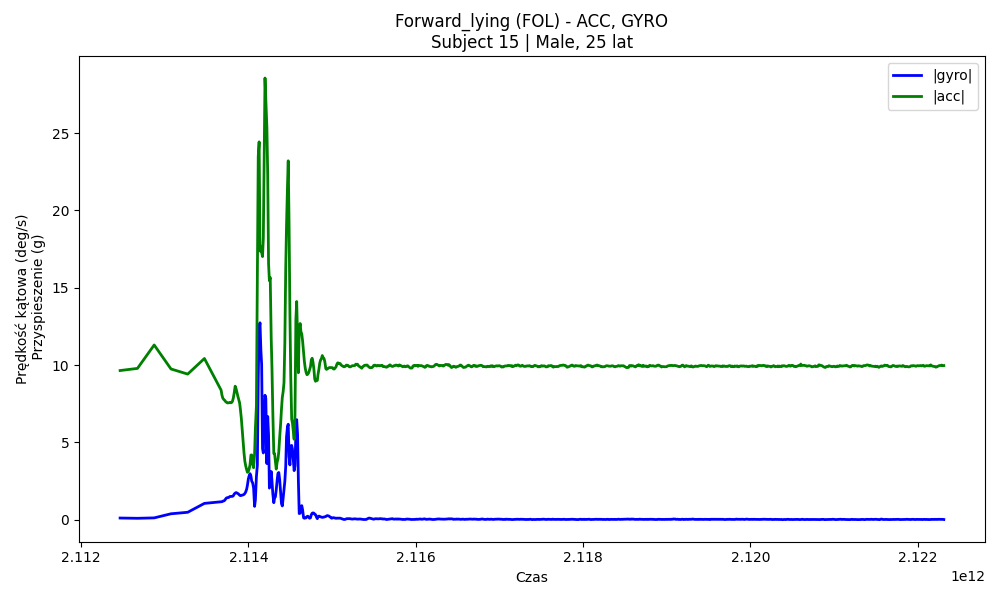 Forward_lying (FOL) - ACC, GYRO
Subject 15 | Male, 25 lat
|gyro|
|acc|
Prędkość kątowa (deg/s)
Przyspieszenie (g)
25
20
15
10
5
0
2.112
2.114
2.116
2.118
2.120
2.122
1e12
Czas